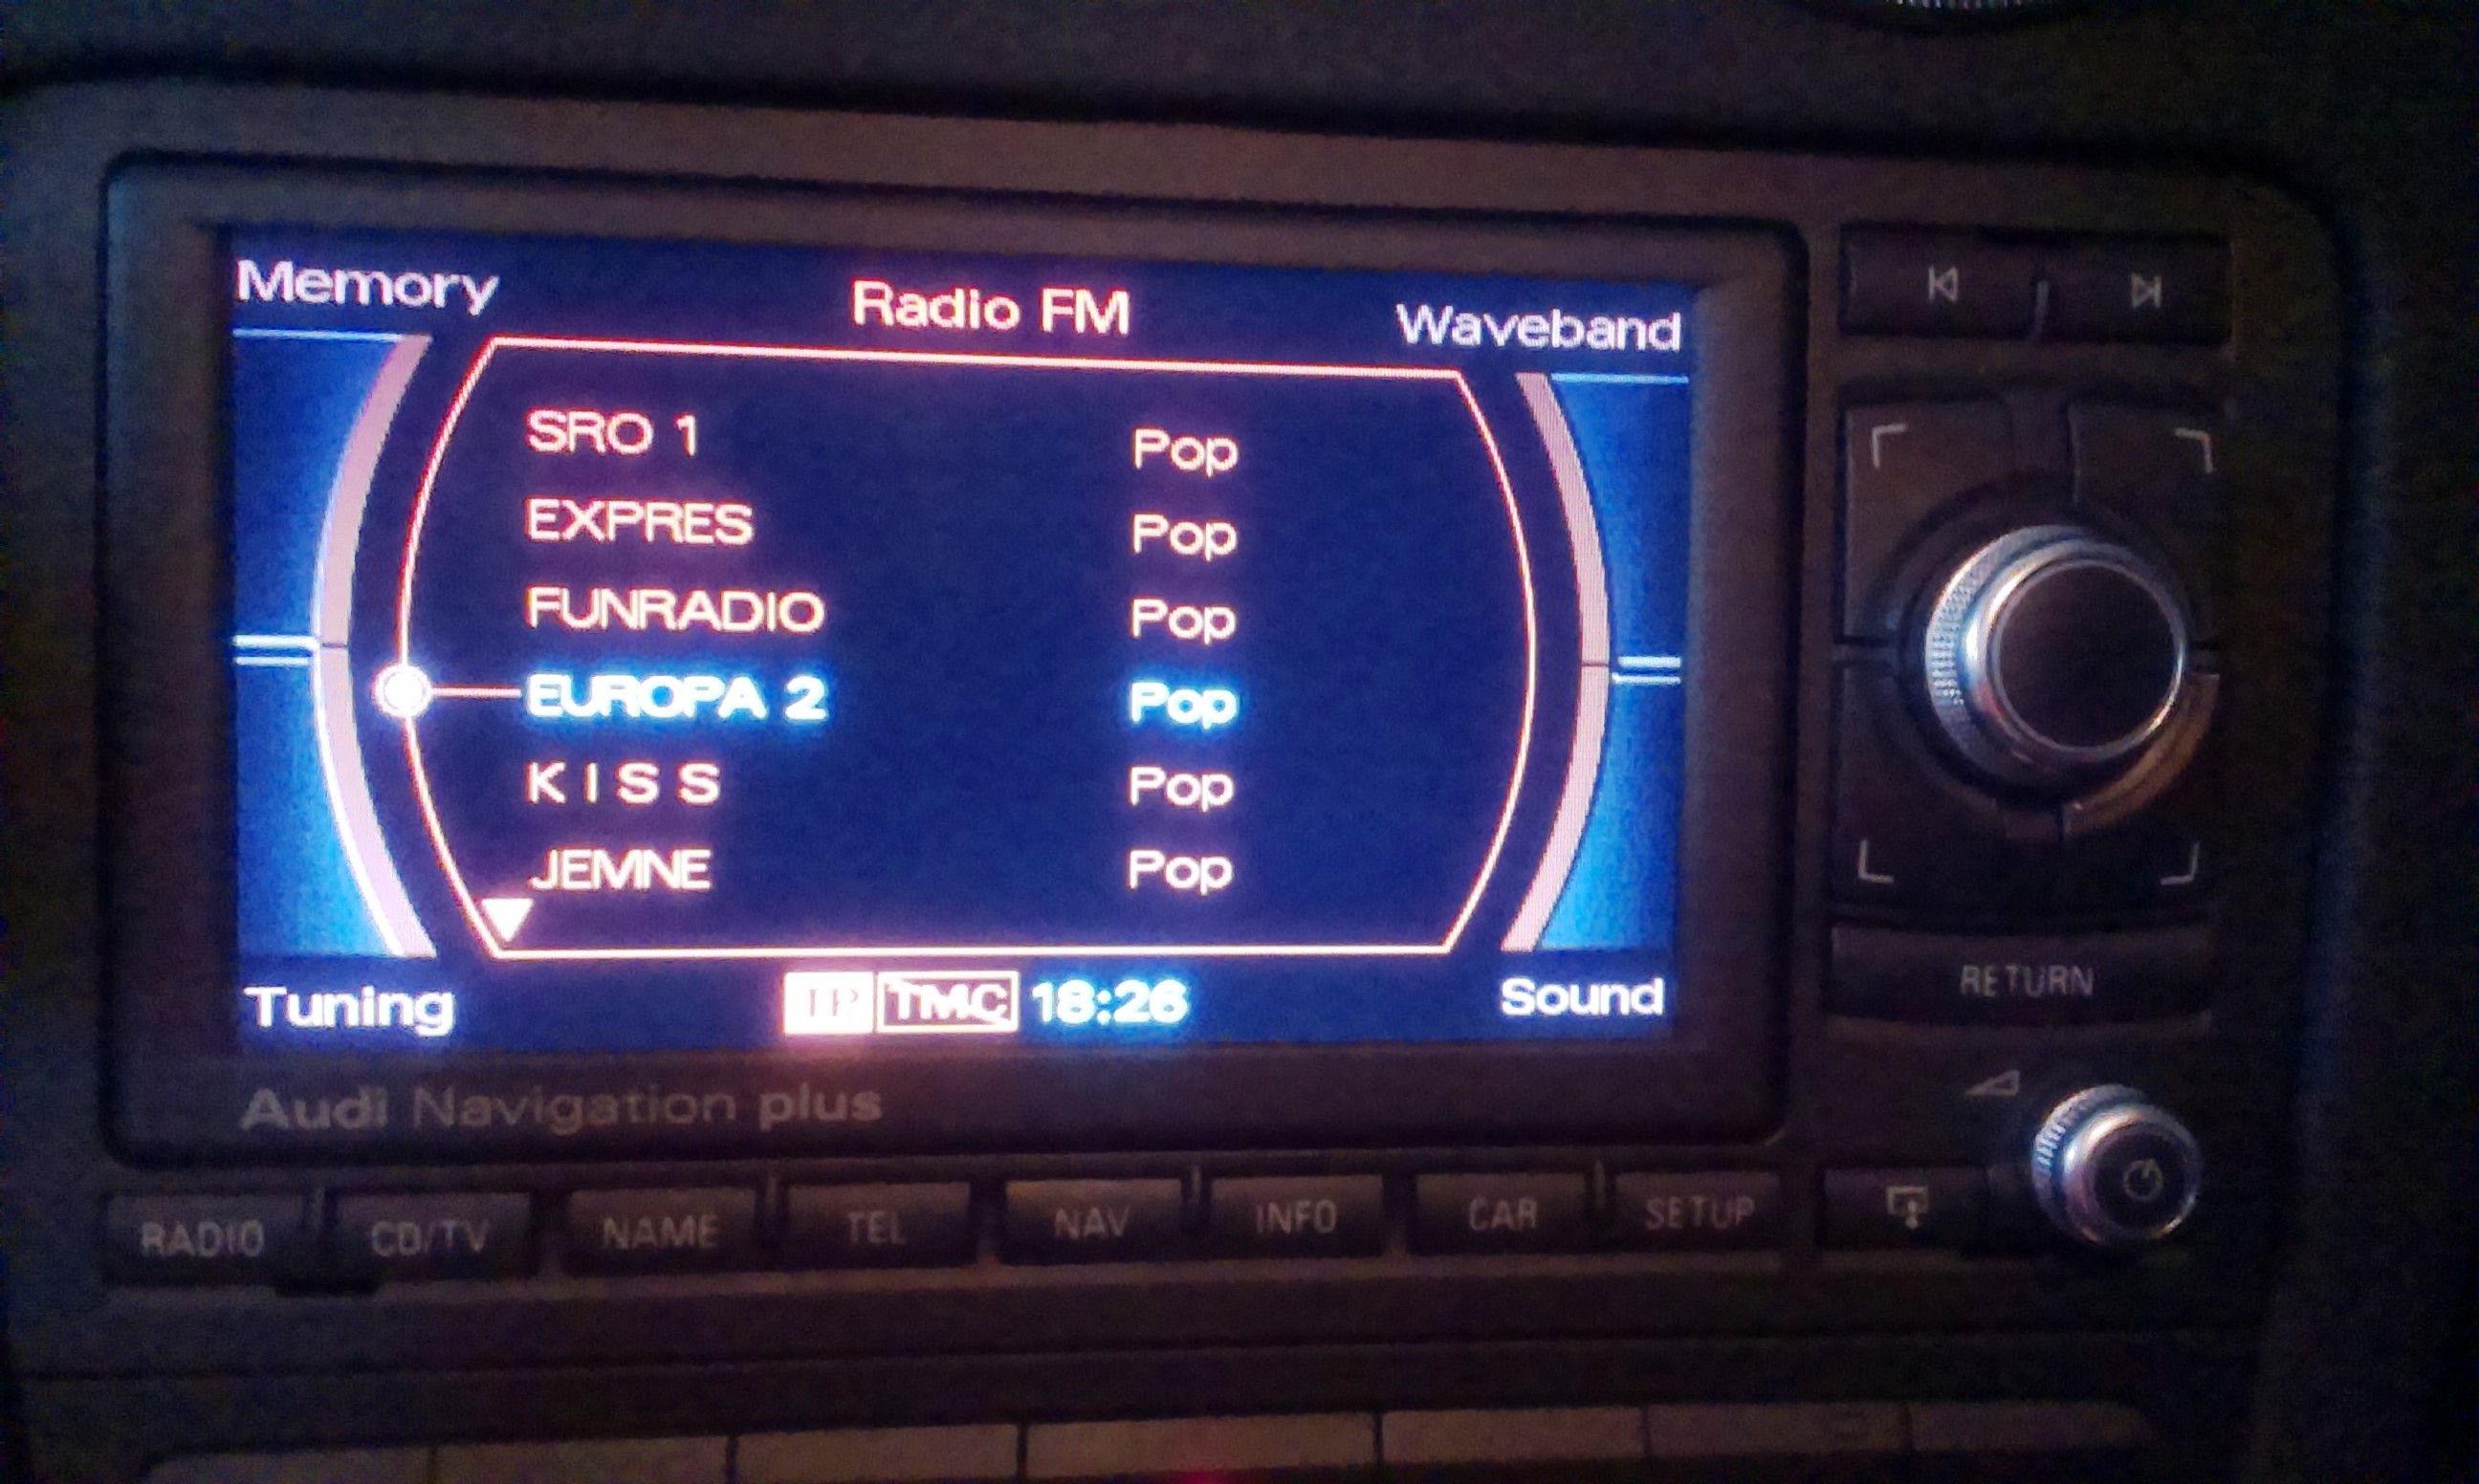 Memory
Radio FM
Waveband
SRO 1 Pop
EXPRES Pop
FUNRADIO Pop
EUROPA 2 Pop
K I S S Pop
JEMNE Pop
Tuning
TP TMC 18:26
Sound
Audi Navigation plus
RETURN
RADIO CD/TV NAME TEL NAV INFO CAR SETUP